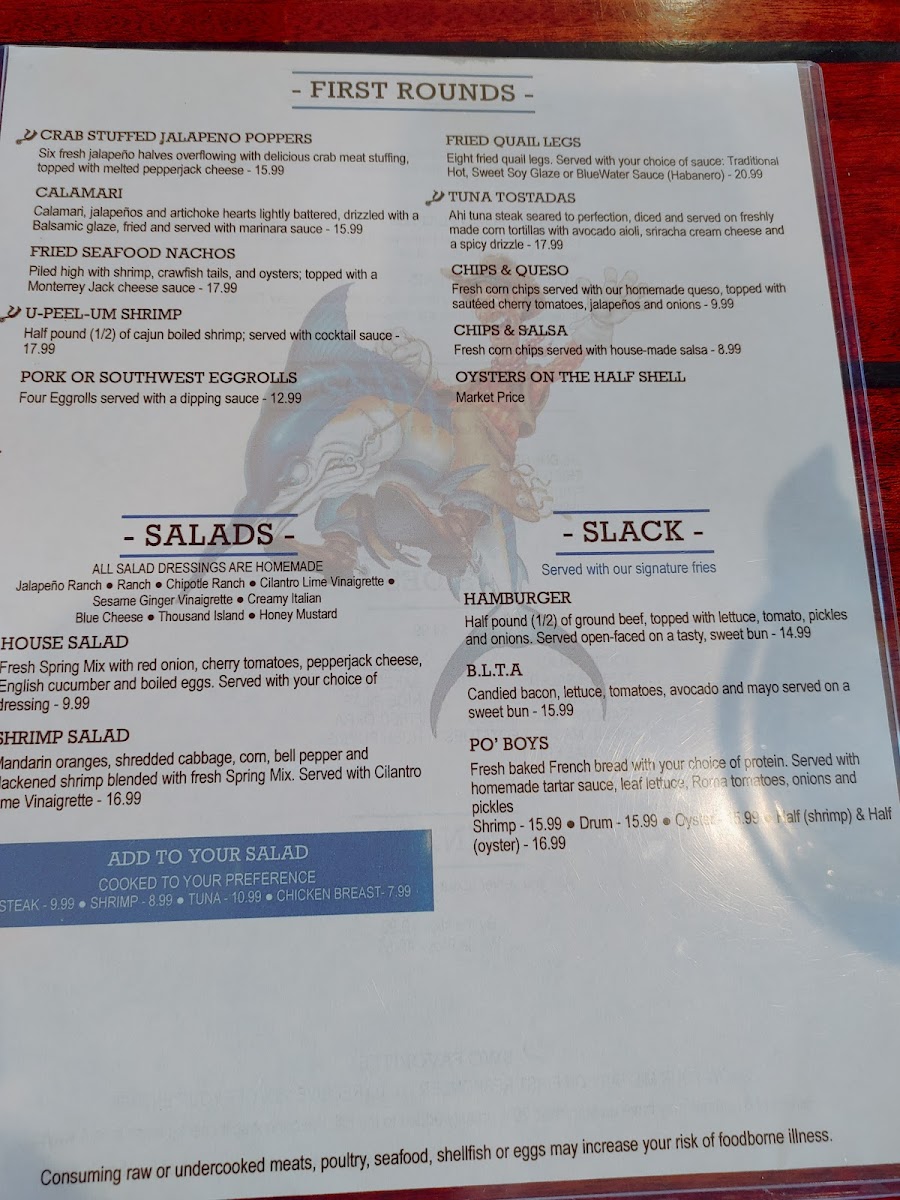 - FIRST ROUNDS -
CRAB STUFFED JALAPENO POPPERS
Six fresh jalapeño halves overflowing with delicious crab meat stuffing,
topped with melted pepperjack cheese - 15.99
CALAMARI
Calamari, jalapeños and artichoke hearts lightly battered, drizzled with a
Balsamic glaze, fried and served with marinara sauce - 15.99
FRIED SEAFOOD NACHOS
Piled high with shrimp, crawfish tails, and oysters; topped with a
Monterrey Jack cheese sauce - 17.99
U-PEEL-UM SHRIMP
Half pound (1/2) of cajun boiled shrimp; served with cocktail sauce -
17.99
PORK OR SOUTHWEST EGGROLLS
Four Eggrolls served with a dipping sauce - 12.99
FRIED QUAIL LEGS
Eight fried quail legs. Served with your choice of sauce: Traditional
Hot, Sweet Soy Glaze or BlueWater Sauce (Habanero) - 20.99
TUNA TOSTADAS
Ahi tuna steak seared to perfection, diced and served on freshly
made corn tortillas with avocado aioli, sriracha cream cheese and
a spicy drizzle - 17.99
CHIPS & QUESO
Fresh corn chips served with our homemade queso, topped with
sautéed cherry tomatoes, jalapeños and onions - 9.99
CHIPS & SALSA
Fresh corn chips served with house-made salsa - 8.99
OYSTERS ON THE HALF SHELL
Market Price
- SALADS -
ALL SALAD DRESSINGS ARE HOMEMADE
Jalapeño Ranch ● Ranch ● Chipotle Ranch ● Cilantro Lime Vinaigrette ●
Sesame Ginger Vinaigrette ● Creamy Italian
Blue Cheese ● Thousand Island ● Honey Mustard
HOUSE SALAD
Fresh Spring Mix with red onion, cherry tomatoes, pepperjack cheese,
English cucumber and boiled eggs. Served with your choice of
dressing - 9.99
SHRIMP SALAD
Mandarin oranges, shredded cabbage, corn, bell pepper and
lackened shrimp blended with fresh Spring Mix. Served with Cilantro
me Vinaigrette - 16.99
ADD TO YOUR SALAD
COOKED TO YOUR PREFERENCE
STEAK - 9.99 ● SHRIMP - 8.99 ● TUNA - 10.99 ● CHICKEN BREAST- 7.99
- SLACK -
Served with our signature fries
HAMBURGER
Half pound (1/2) of ground beef, topped with lettuce, tomato, pickles
and onions. Served open-faced on a tasty, sweet bun - 14.99
B.L.T.A
Candied bacon, lettuce, tomatoes, avocado and mayo served on a
sweet bun - 15.99
PO' BOYS
Fresh baked French bread with your choice of protein. Served with
homemade tartar sauce, leaf lettuce, Roma tomatoes, onions and
pickles
Shrimp - 15.99 ● Drum - 15.99 ● Oyster - 15.99 ● Half (shrimp) & Half
(oyster) - 16.99
Consuming raw or undercooked meats, poultry, seafood, shellfish or eggs may increase your risk of foodborne illness.